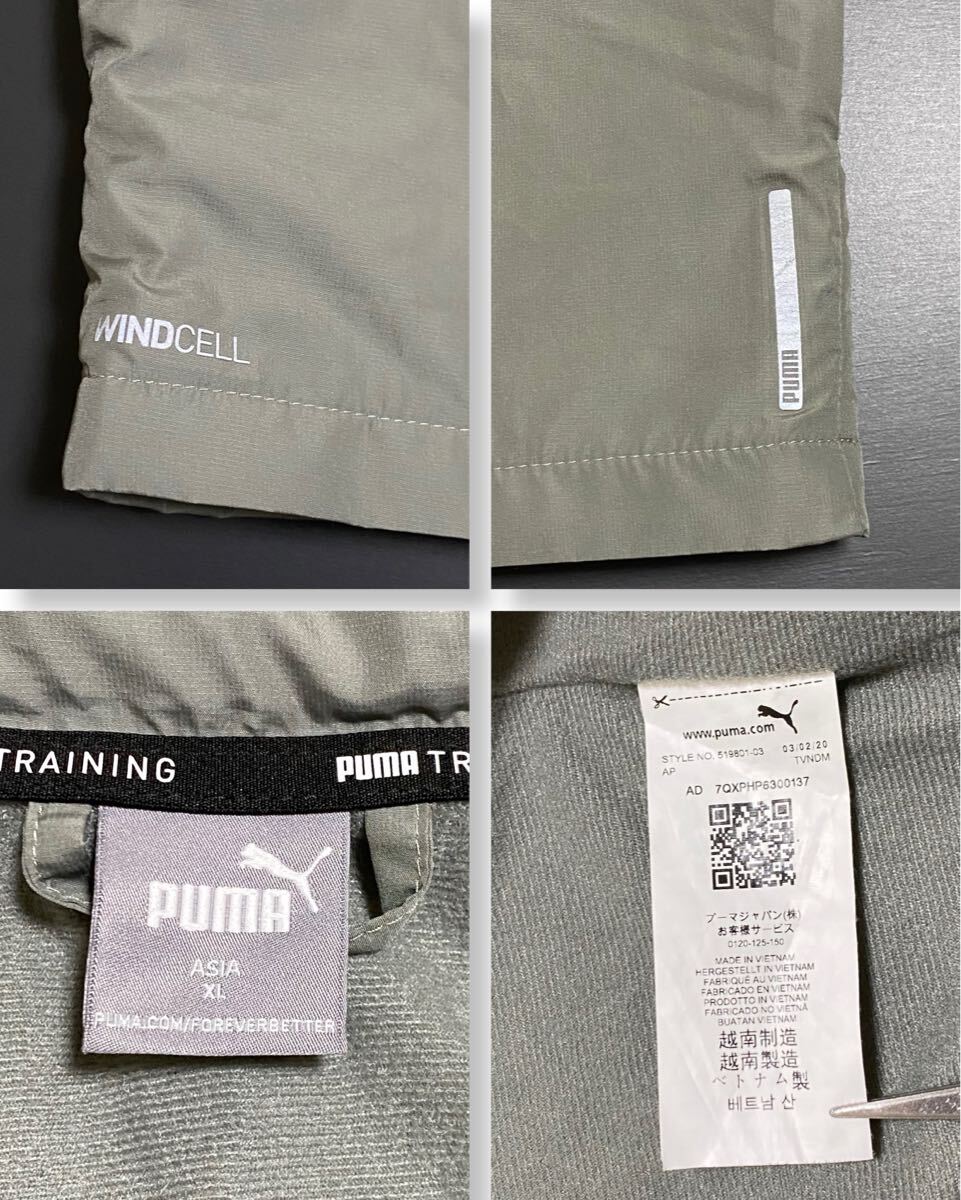 WINDCELL
PUMA
TRAINING
PUMA TR
PUMA
ASIA
XL
PUMA.COM/FOREVERBETTER
www.puma.com
STYLE NO. 519801-03 03/02/20
AP TVNDM
AD 7QXPHP6300137
プーマジャパン(株)
お客様サービス
0120-125-150
MADE IN VIETNAM
HERGESTELLT IN VIETNAM
FABRIQUÉ AU VIETNAM
FABRICADO EN VIETNAM
PRODOTTO IN VIETNAM
FABRICADO NO VIETNÃ
BUATAN VIETNAM
越南制造
越南製造
ベトナム製
베트남 산